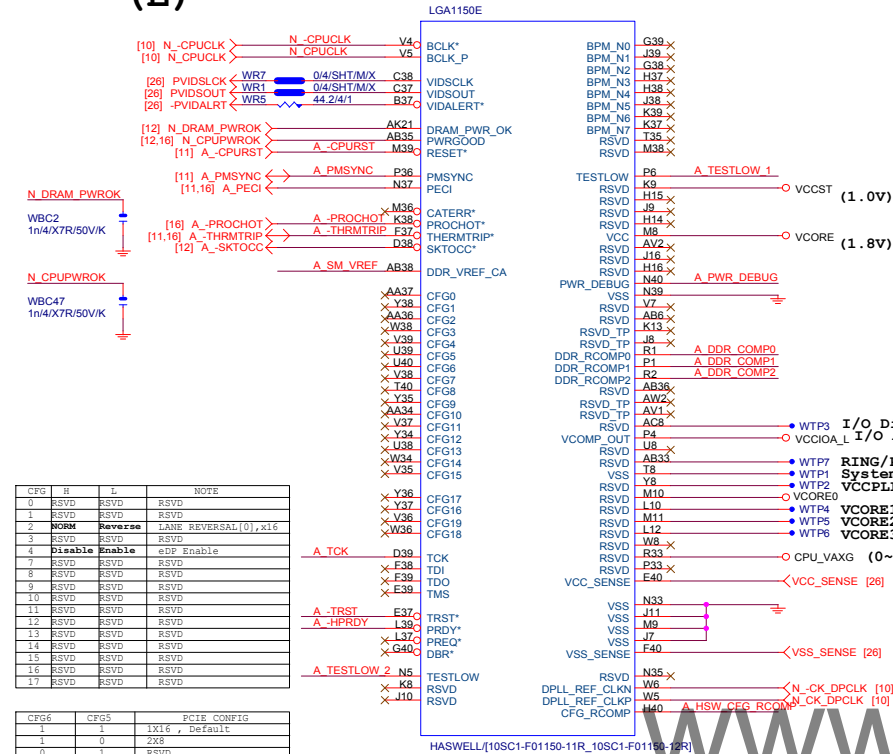 (E)
LGA1150E
[10] N_-CPUCLK N_-CPUCLK V4 BCLK* BPM_N0 G39
[10] N_CPUCLK N_CPUCLK V5 BCLK_P BPM_N1 J39
BPM_N2 G38
[26] PVIDSLCK WR7 0/4/SHT/M/X C38 VIDSCLK BPM_N3 H37
[26] PVIDSOUT WR1 0/4/SHT/M/X C37 VIDSOUT BPM_N4 H38
[26] -PVIDALRT WR5 44.2/4/1 B37 VIDALERT* BPM_N5 J38
BPM_N6 K39
[12] N_DRAM_PWROK AK21 DRAM_PWR_OK BPM_N7 K37
[12,16] N_CPUPWROK AB35 PWRGOOD RSVD T35
[11] A_-CPURST A_-CPURST M39 RESET* RSVD M38
[11] A_PMSYNC A_PMSYNC P36 PMSYNC TESTLOW P6 A_TESTLOW_1
[11,16] A_PECI N37 PECI RSVD K9 VCCST (1.0V)
RSVD H15
M36 CATERR* RSVD J9
[16] A_-PROCHOT A_-PROCHOT K38 PROCHOT* RSVD H14
[11,16] A_-THRMTRIP A_-THRMTRIP F37 THERMTRIP* VCC M8 VCORE (1.8V)
[12] A_-SKTOCC D38 SKTOCC* RSVD AV2
RSVD J16
A_SM_VREF AB38 DDR_VREF_CA RSVD H16
PWR_DEBUG N40 A_PWR_DEBUG
N_DRAM_PWROK
WBC2
1n/4/X7R/50V/K
N_CPUPWROK
WBC47
1n/4/X7R/50V/K
AA37 CFG0 VSS N39
Y38 CFG1 RSVD V7
AA36 CFG2 RSVD AB6
W38 CFG3 RSVD_TP K13
V39 CFG4 RSVD_TP J8
U39 CFG5 DDR_RCOMP0 R1 A_DDR_COMP0
U40 CFG6 DDR_RCOMP1 P1 A_DDR_COMP1
V38 CFG7 DDR_RCOMP2 R2 A_DDR_COMP2
T40 CFG8 RSVD AB36
Y35 CFG9 RSVD_TP AW2
AA34 CFG10 RSVD_TP AV1
V37 CFG11 RSVD AC8 WTP3 I/O Di
Y34 CFG12 VCOMP_OUT P4 VCCIOA_L I/O
U38 CFG13 RSVD U8
W34 CFG14 RSVD AB33 WTP7 RING/
V35 CFG15 VSS T8 WTP1 System
RSVD Y8 WTP2 VCCPLL
Y36 CFG17 RSVD M10 VCORE0
Y37 CFG16 RSVD L10 WTP4 VCORE1
V36 CFG19 RSVD M11 WTP5 VCORE2
W36 CFG18 RSVD L12 WTP6 VCORE3
RSVD W8
A_TCK D39 TCK RSVD R33 CPU_VAXG (0~
F38 TDI RSVD P33
F39 TDO VCC_SENSE E40 VCC_SENSE [26]
E39 TMS
A_-TRST E37 TRST* VSS N33
A_-HPRDY L39 PRDY* VSS J11
L37 PREQ* VSS M9
G40 DBR* VSS J7
VSS_SENSE F40 VSS_SENSE [26]
A_TESTLOW_2 N5 TESTLOW RSVD N35
K8 RSVD DPLL_REF_CLKN W6 N_-CK_DPCLK [10]
J10 RSVD DPLL_REF_CLKP W5 N_CK_DPCLK [10]
CFG_RCOMP H40 A_HSW_CFG_RCOMP
HASWELL/[10SC1-F01150-11R_10SC1-F01150-12R]
CFG H L NOTE
0 RSVD RSVD RSVD
1 RSVD RSVD RSVD
2 NORM Reverse LANE REVERSAL[0],x16
3 RSVD RSVD RSVD
4 Disable Enable eDP Enable
7 RSVD RSVD RSVD
8 RSVD RSVD RSVD
9 RSVD RSVD RSVD
10 RSVD RSVD RSVD
11 RSVD RSVD RSVD
12 RSVD RSVD RSVD
13 RSVD RSVD RSVD
14 RSVD RSVD RSVD
15 RSVD RSVD RSVD
16 RSVD RSVD RSVD
17 RSVD RSVD RSVD
CFG6 CFG5 PCIE CONFIG
1 1 1X16 , Default
1 0 2X8
0 1 RSVD
WWW